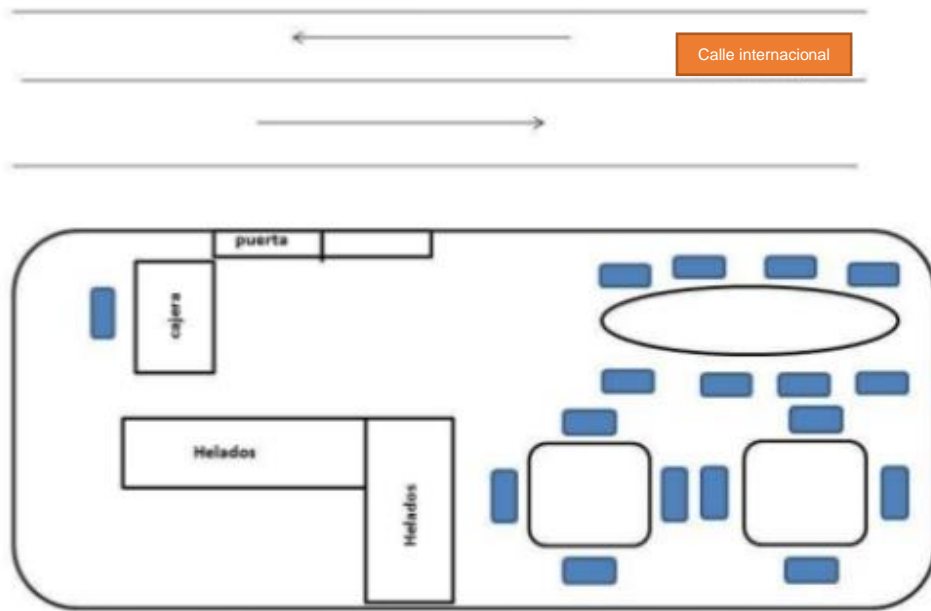 Calle internacional
puerta
cajera
Helados
Helados